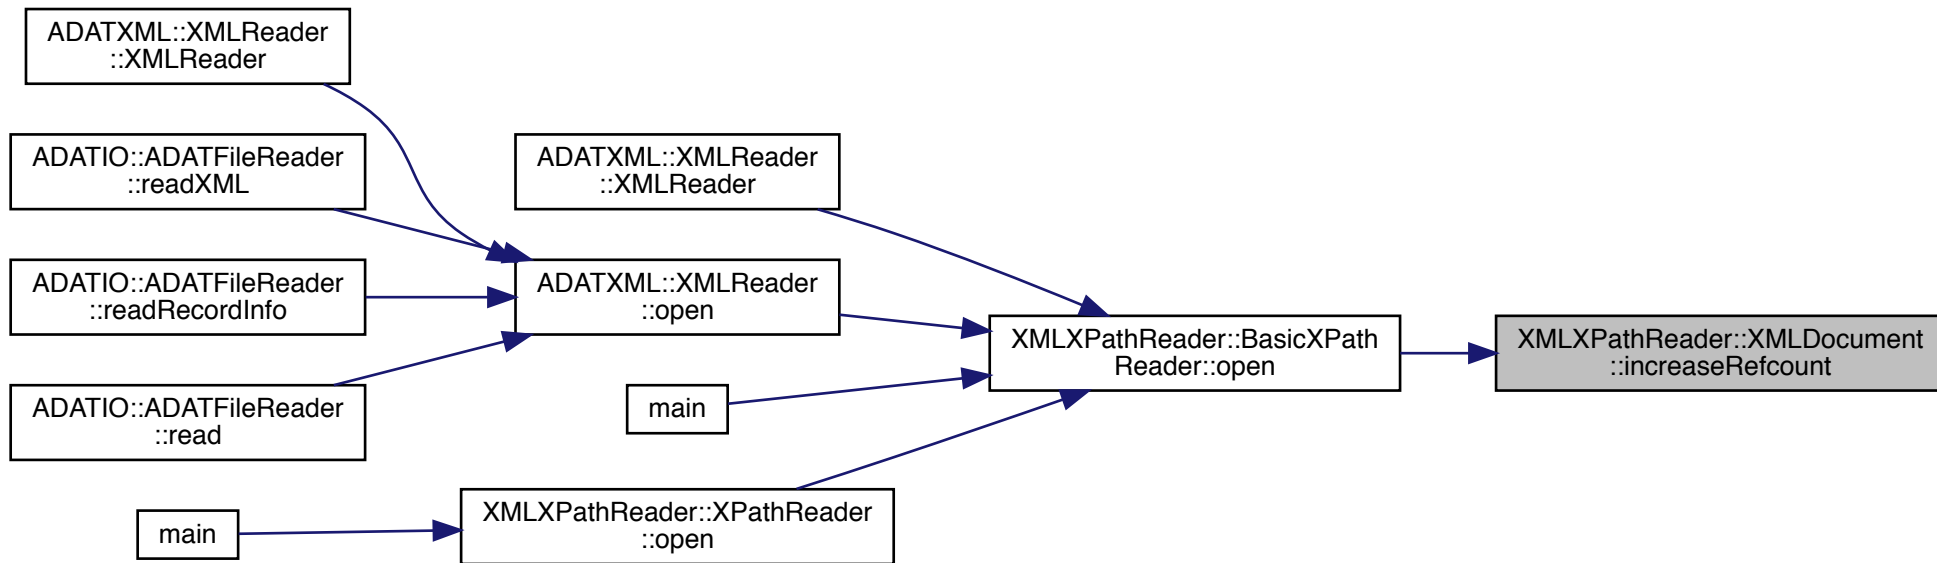 ADATXML::XMLReader
::XMLReader
ADATIO::ADATFileReader
::readXML
ADATIO::ADATFileReader
::readRecordInfo
ADATIO::ADATFileReader
::read
main
ADATXML::XMLReader
::XMLReader
ADATXML::XMLReader
::open
main
XMLXPathReader::XPathReader
::open
XMLXPathReader::BasicXPath
Reader::open
XMLXPathReader::XMLDocument
::increaseRefcount